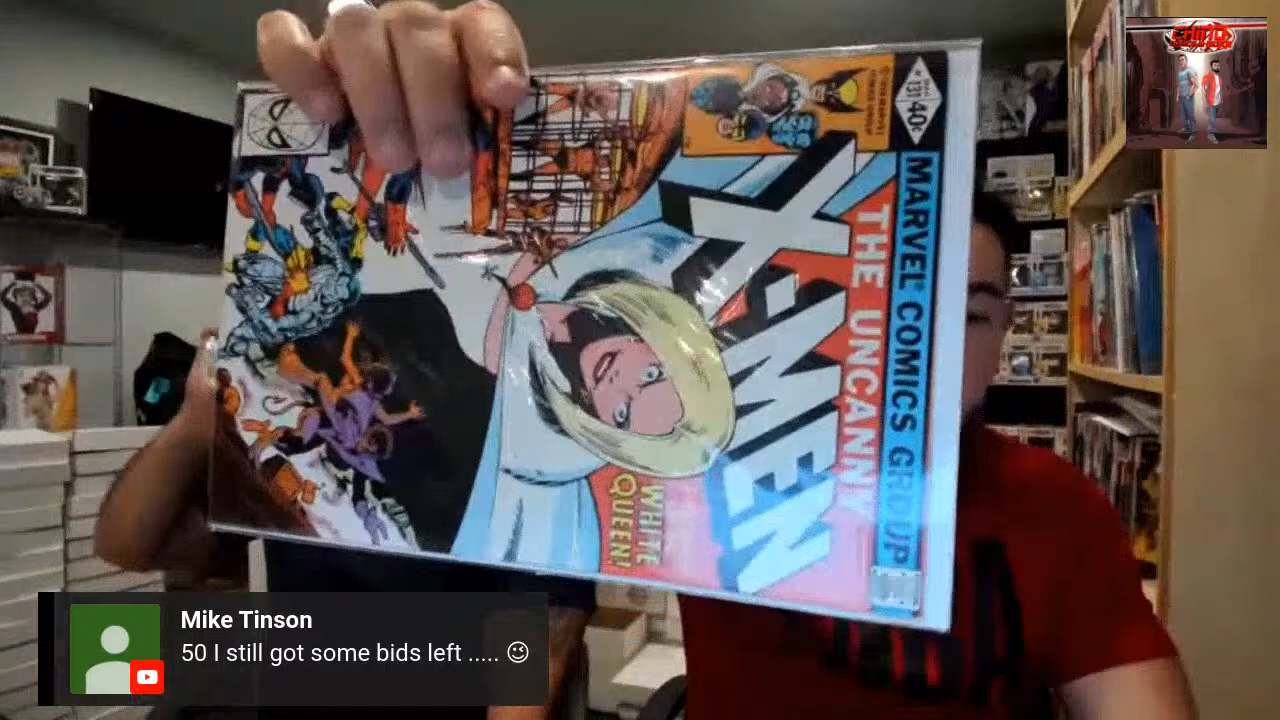 MARVEL COMICS GROUP
131 40¢
THE UNCANNY
X-MEN
WHITE
QUEEN!
Mike Tinson
50 I still got some bids left ..... 😉